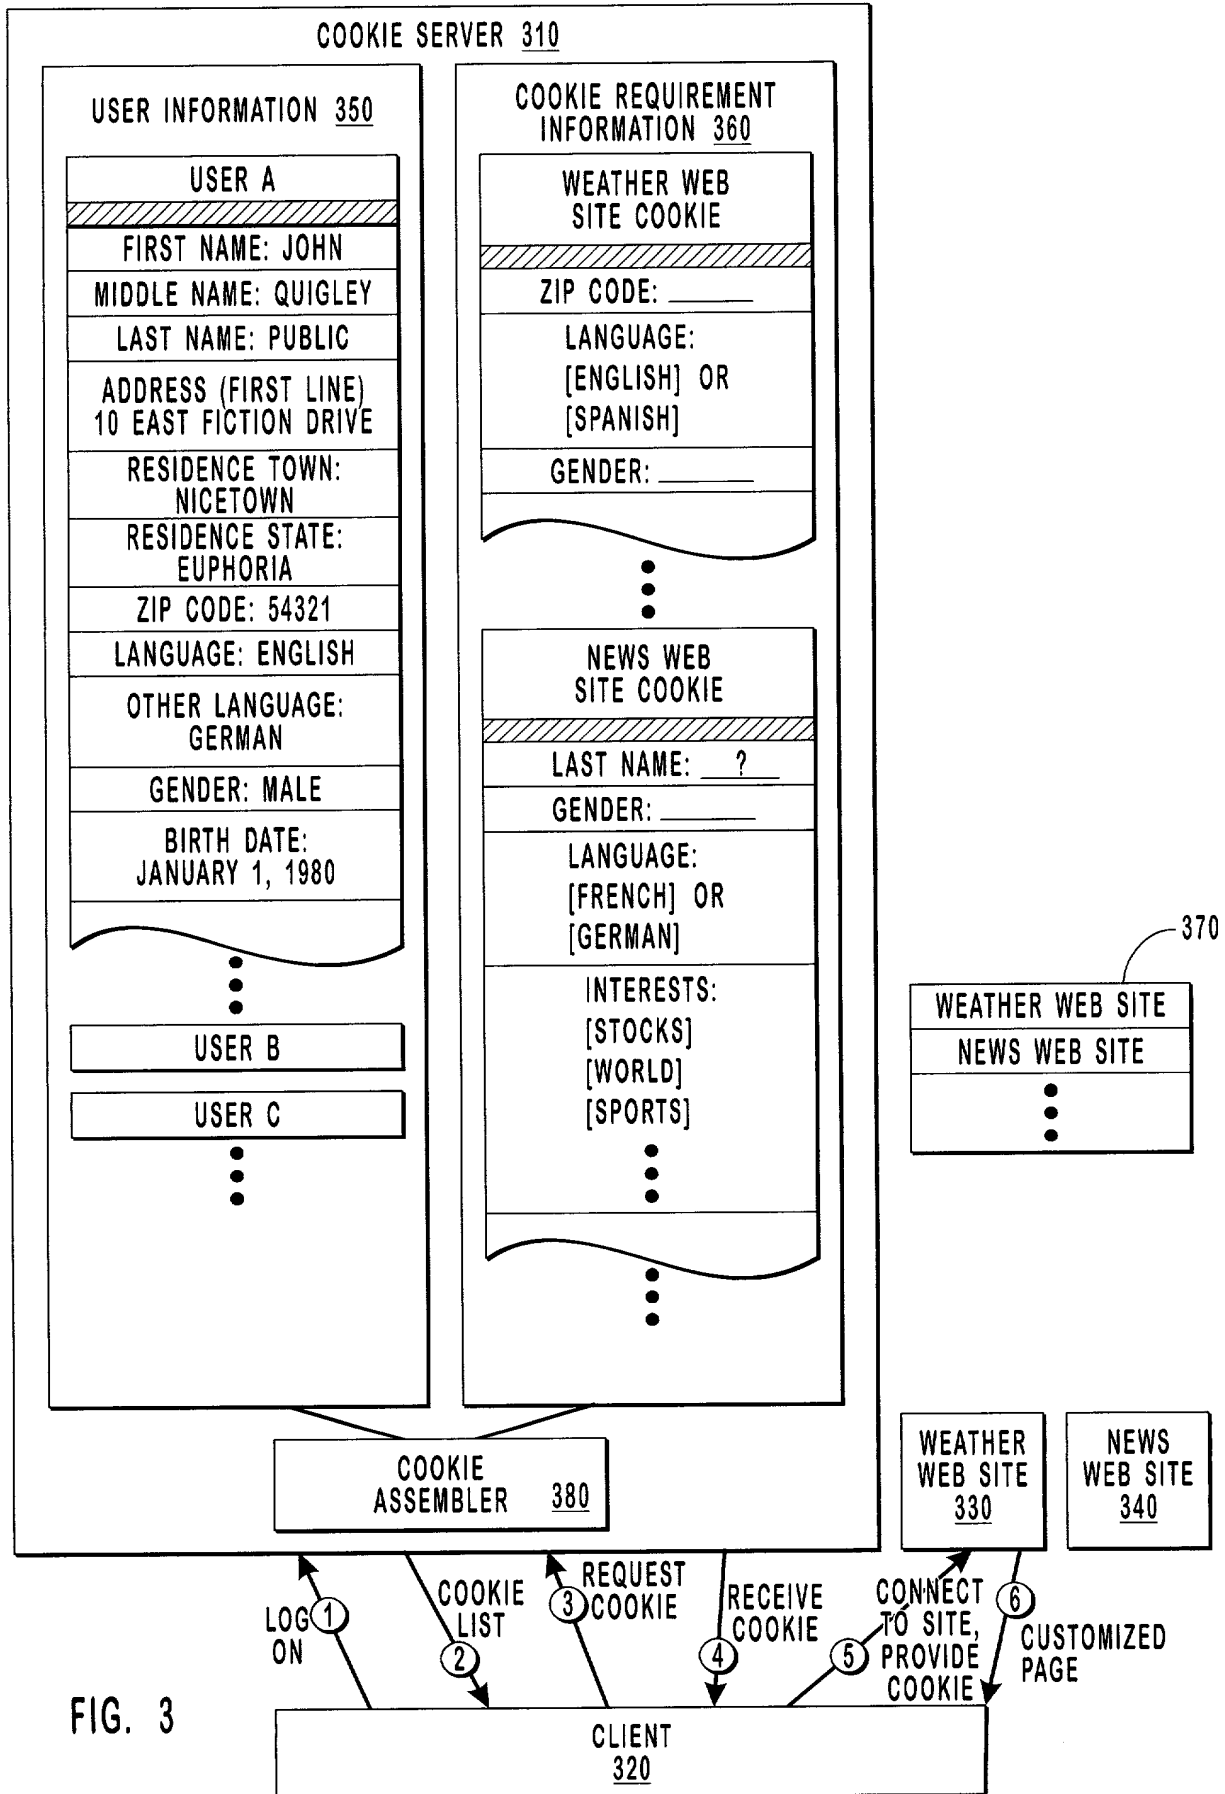 COOKIE SERVER 310
USER INFORMATION 350
USER A
FIRST NAME: JOHN
MIDDLE NAME: QUIGLEY
LAST NAME: PUBLIC
ADDRESS (FIRST LINE)
10 EAST FICTION DRIVE
RESIDENCE TOWN:
NICETOWN
RESIDENCE STATE:
EUPHORIA
ZIP CODE: 54321
LANGUAGE: ENGLISH
OTHER LANGUAGE:
GERMAN
GENDER: MALE
BIRTH DATE:
JANUARY 1, 1980
USER B
USER C
COOKIE REQUIREMENT
INFORMATION 360
WEATHER WEB
SITE COOKIE
ZIP CODE: ______
LANGUAGE:
[ENGLISH] OR
[SPANISH]
GENDER: ______
NEWS WEB
SITE COOKIE
LAST NAME: __?__
GENDER: ______
LANGUAGE:
[FRENCH] OR
[GERMAN]
INTERESTS:
[STOCKS]
[WORLD]
[SPORTS]
370
WEATHER WEB SITE
NEWS WEB SITE
COOKIE
ASSEMBLER 380
WEATHER
WEB SITE
330
NEWS
WEB SITE
340
LOG
ON
1
COOKIE
LIST
2
REQUEST
COOKIE
3
RECEIVE
COOKIE
4
CONNECT
TO SITE,
PROVIDE
COOKIE
5
6
CUSTOMIZED
PAGE
FIG. 3
CLIENT
320